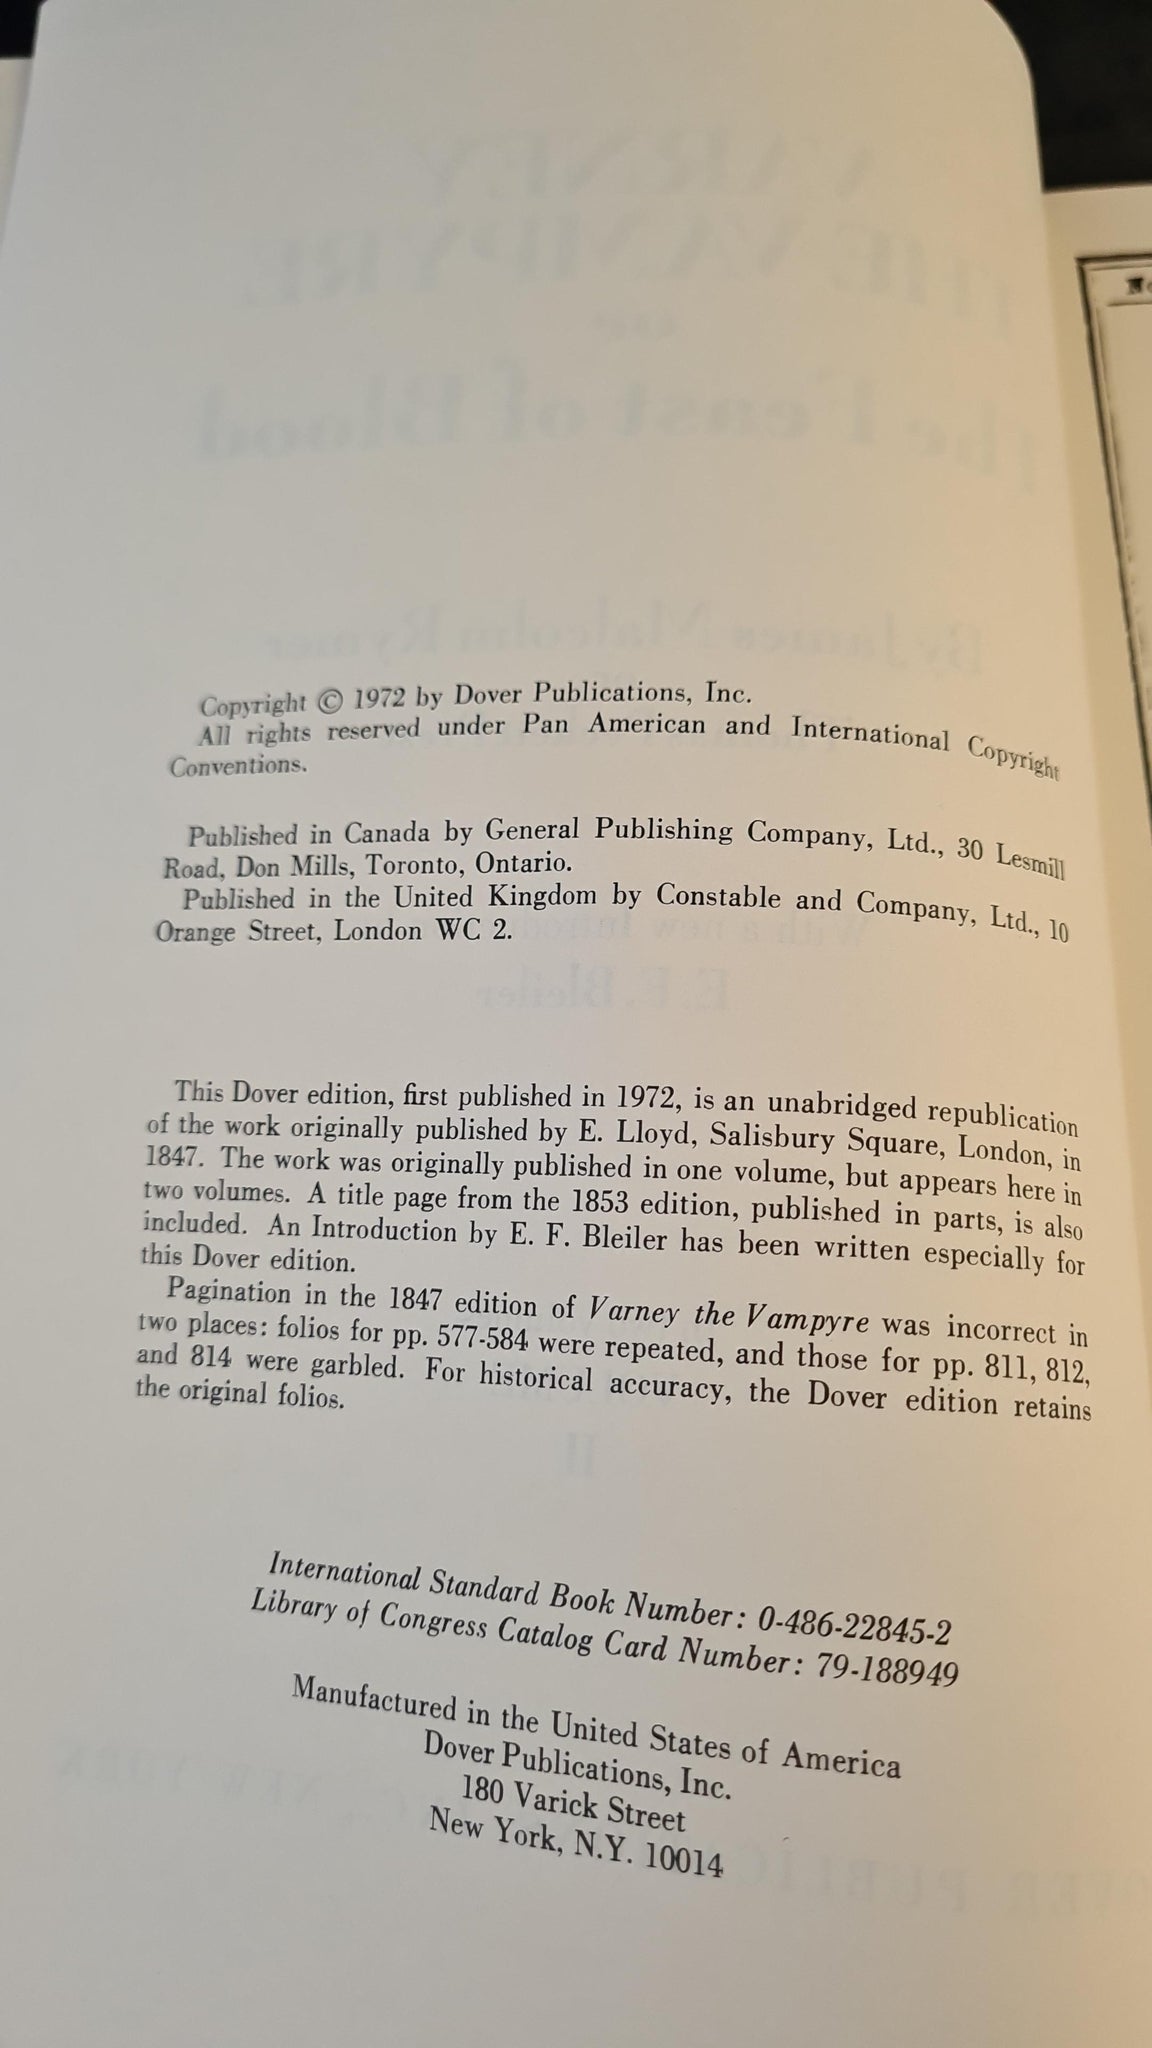 Copyright © 1972 by Dover Publications, Inc.
All rights reserved under Pan American and International Copyright
Conventions.
Published in Canada by General Publishing Company, Ltd., 30 Lesmill
Road, Don Mills, Toronto, Ontario.
Published in the United Kingdom by Constable and Company, Ltd., 10
Orange Street, London WC 2.
This Dover edition, first published in 1972, is an unabridged republication
of the work originally published by E. Lloyd, Salisbury Square, London, in
1847. The work was originally published in one volume, but appears here in
two volumes. A title page from the 1853 edition, published in parts, is also
included. An Introduction by E. F. Bleiler has been written especially for
this Dover edition.
Pagination in the 1847 edition of Varney the Vampyre was incorrect in
two places: folios for pp. 577-584 were repeated, and those for pp. 811, 812,
and 814 were garbled. For historical accuracy, the Dover edition retains
the original folios.
International Standard Book Number: 0-486-22845-2
Library of Congress Catalog Card Number: 79-188949
Manufactured in the United States of America
Dover Publications, Inc.
180 Varick Street
New York, N.Y. 10014